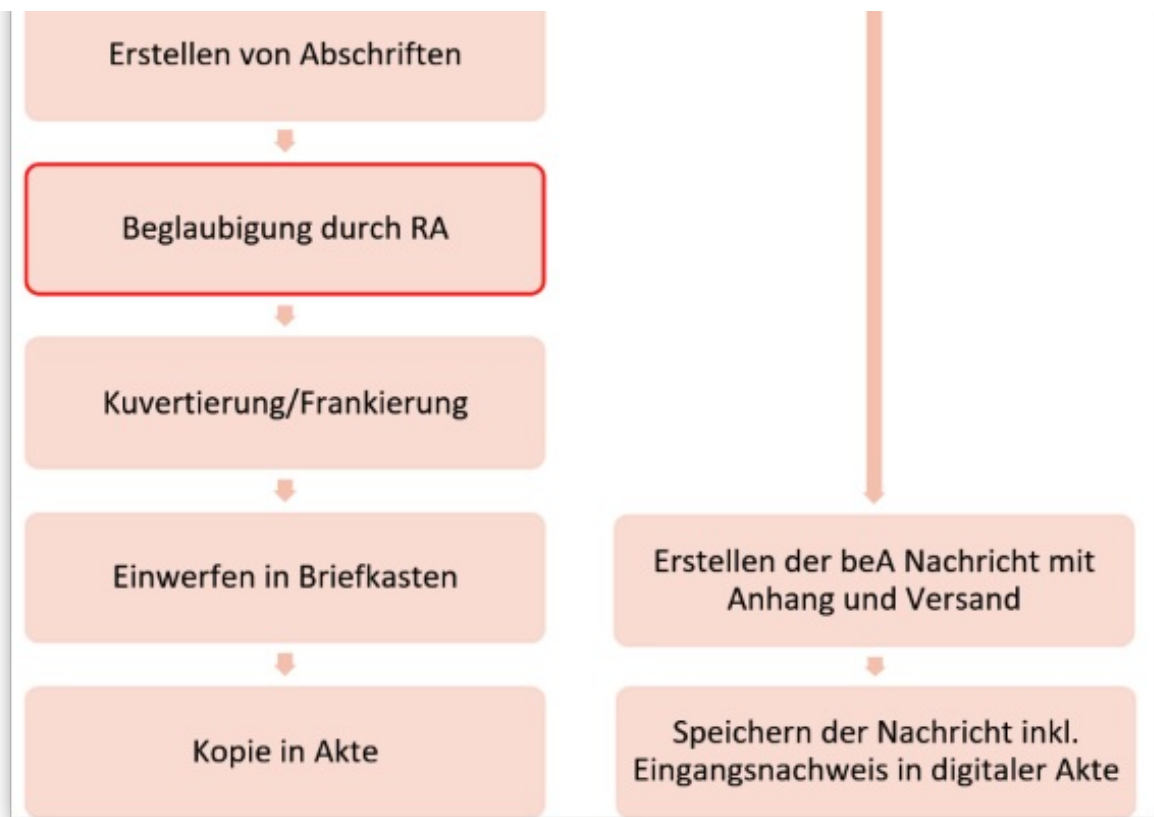 Erstellen von Abschriften
Beglaubigung durch RA
Kuvertierung/Frankierung
Einwerfen in Briefkasten
Kopie in Akte
Erstellen der beA Nachricht mit
Anhang und Versand
Speichern der Nachricht inkl.
Eingangsnachweis in digitaler Akte